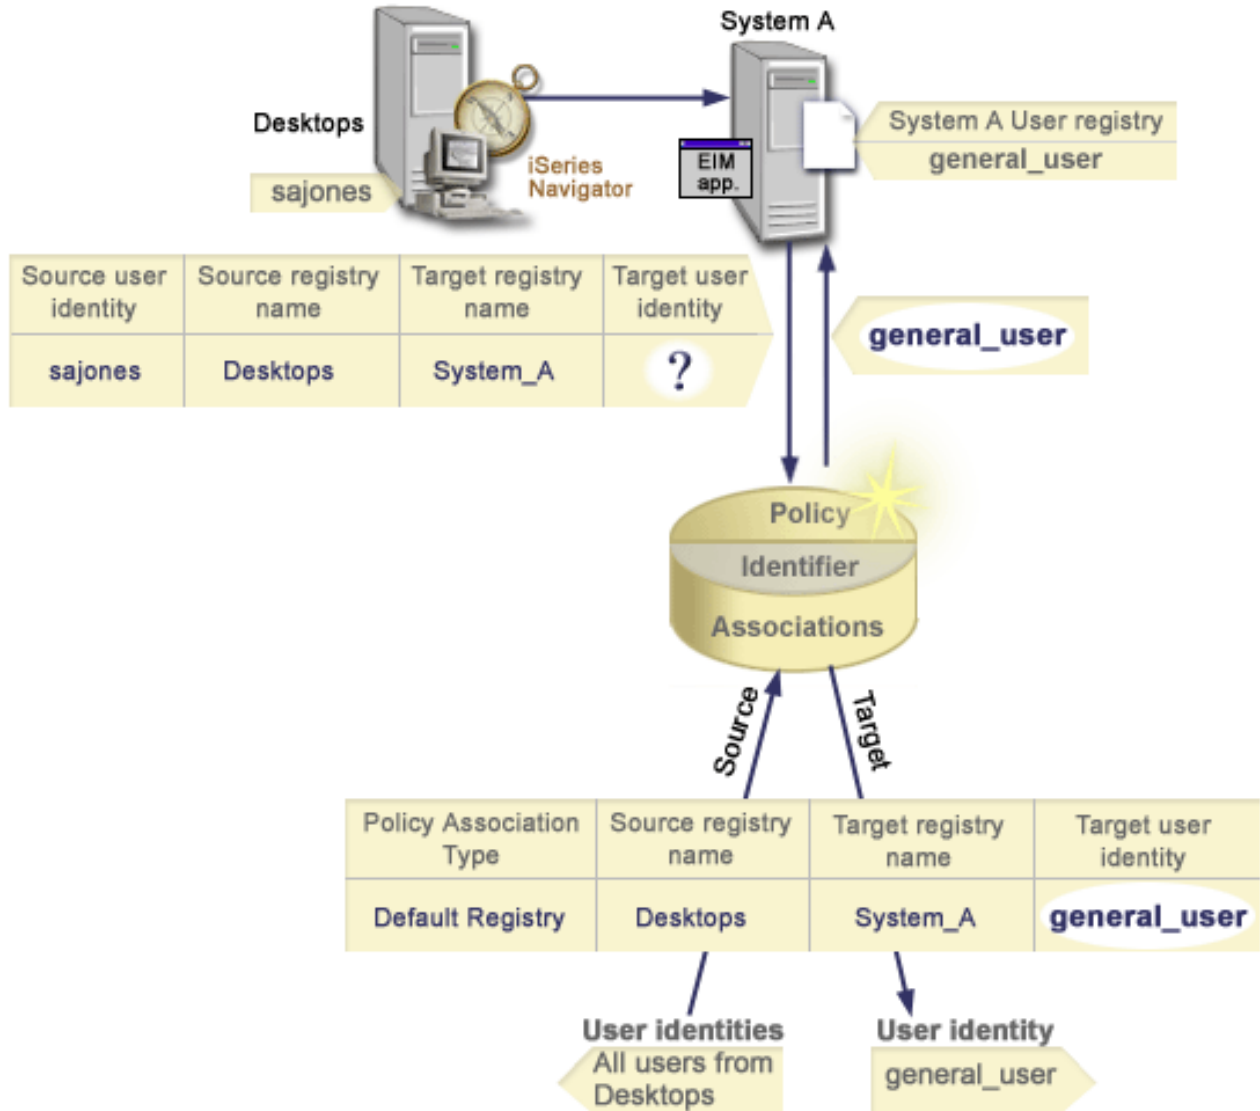 System A
Desktops
iSeries
Navigator
sajones
EIM
app.
System A User registry
general_user
Source user
identity
Source registry
name
Target registry
name
Target user
identity
sajones
Desktops
System_A
?
general_user
Policy
Identifier
Associations
Source
Target
Policy Association
Type
Source registry
name
Target registry
name
Target user
identity
Default Registry
Desktops
System_A
general_user
User identities
All users from
Desktops
User identity
general_user